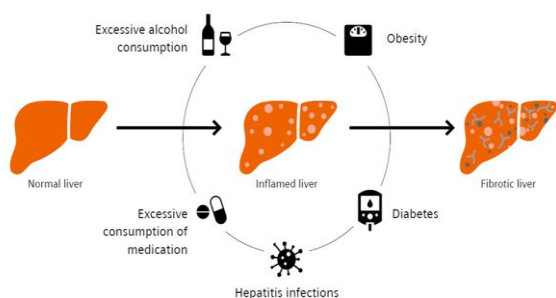 Excessive alcohol
consumption
Obesity
Normal liver
Inflamed liver
Fibrotic liver
Excessive
consumption of
medication
Diabetes
Hepatitis infections